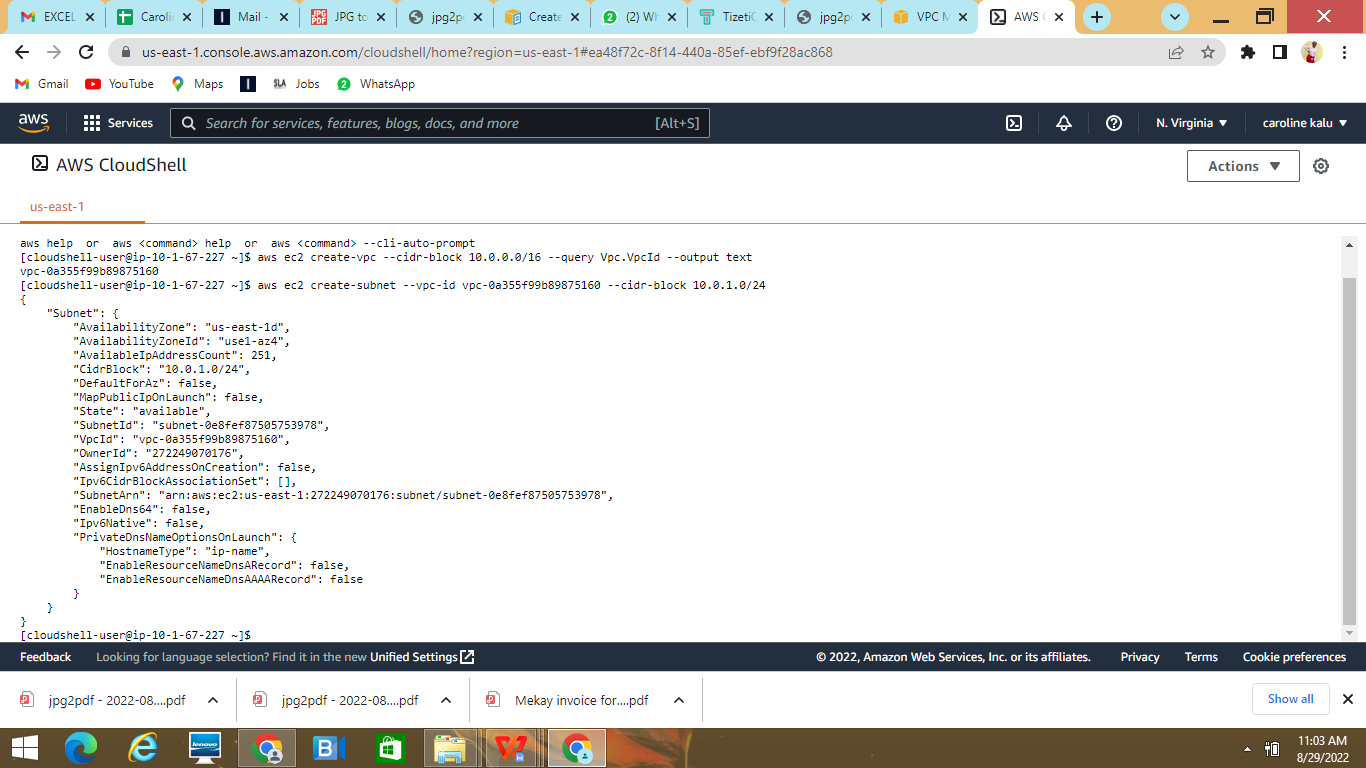 EXCEL
Carolin
Mail -
JPG to
jpg2p
Create
(2) Wh
TizetiC
jpg2p
VPC M
AWS C
us-east-1.console.aws.amazon.com/cloudshell/home?region=us-east-1#ea48f72c-8f14-440a-85ef-ebf9f28ac868
Gmail YouTube Maps SLA Jobs WhatsApp
aws Services Search for services, features, blogs, docs, and more [Alt+S] N. Virginia caroline kalu
AWS CloudShell Actions
us-east-1
aws help or aws <command> help or aws <command> --cli-auto-prompt
[cloudshell-user@ip-10-1-67-227 ~]$ aws ec2 create-vpc --cidr-block 10.0.0.0/16 --query Vpc.VpcId --output text
vpc-0a355f99b89875160
[cloudshell-user@ip-10-1-67-227 ~]$ aws ec2 create-subnet --vpc-id vpc-0a355f99b89875160 --cidr-block 10.0.1.0/24
{
"Subnet": {
"AvailabilityZone": "us-east-1d",
"AvailabilityZoneId": "use1-az4",
"AvailableIpAddressCount": 251,
"CidrBlock": "10.0.1.0/24",
"DefaultForAz": false,
"MapPublicIpOnLaunch": false,
"State": "available",
"SubnetId": "subnet-0e8fef87505753978",
"VpcId": "vpc-0a355f99b89875160",
"OwnerId": "272249070176",
"AssignIpv6AddressOnCreation": false,
"Ipv6CidrBlockAssociationSet": [],
"SubnetArn": "arn:aws:ec2:us-east-1:272249070176:subnet/subnet-0e8fef87505753978",
"EnableDns64": false,
"Ipv6Native": false,
"PrivateDnsNameOptionsOnLaunch": {
"HostnameType": "ip-name",
"EnableResourceNameDnsARecord": false,
"EnableResourceNameDnsAAAARecord": false
}
}
}
[cloudshell-user@ip-10-1-67-227 ~]$
Feedback Looking for language selection? Find it in the new Unified Settings © 2022, Amazon Web Services, Inc. or its affiliates. Privacy Terms Cookie preferences
jpg2pdf - 2022-08....pdf jpg2pdf - 2022-08....pdf Mekay invoice for....pdf Show all
lenovo
11:03 AM
8/29/2022